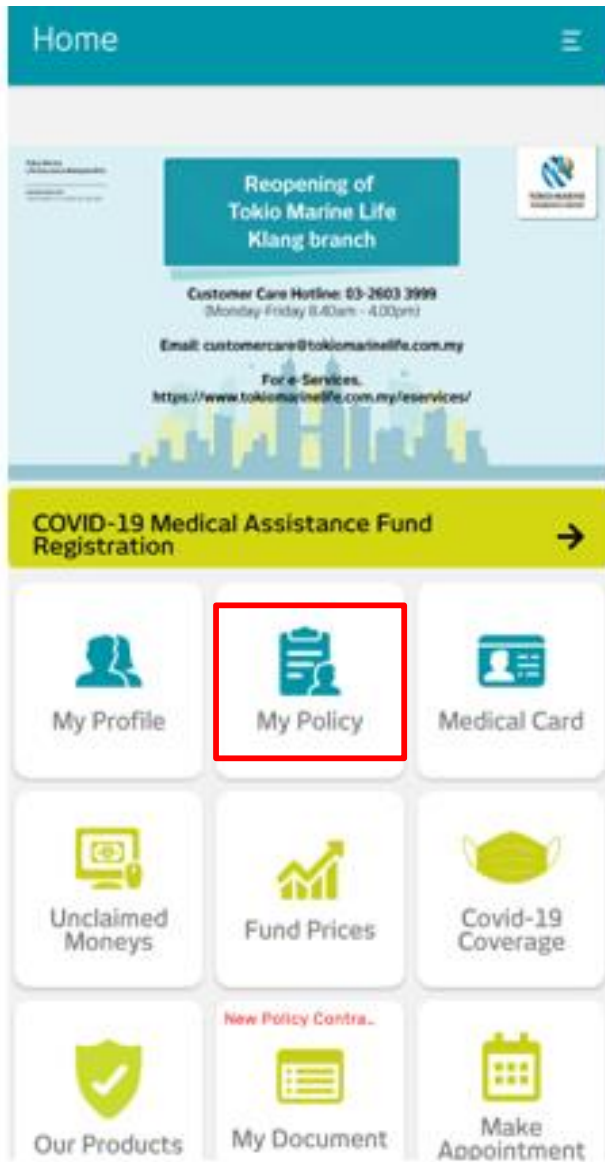 Home
Reopening of
Tokio Marine Life
Klang branch
TOKIO MARINE
Customer Care Hotline: 03-2603 3999
(Monday-Friday 8.40am - 4.00pm)
Email: customercare@tokiomarinelife.com.my
For e-Services,
https://www.tokiomarinelife.com.my/eservices/
COVID-19 Medical Assistance Fund
Registration
My Profile
My Policy
Medical Card
Unclaimed
Moneys
Fund Prices
Covid-19
Coverage
New Policy Contra..
Our Products
My Document
Make
Appointment